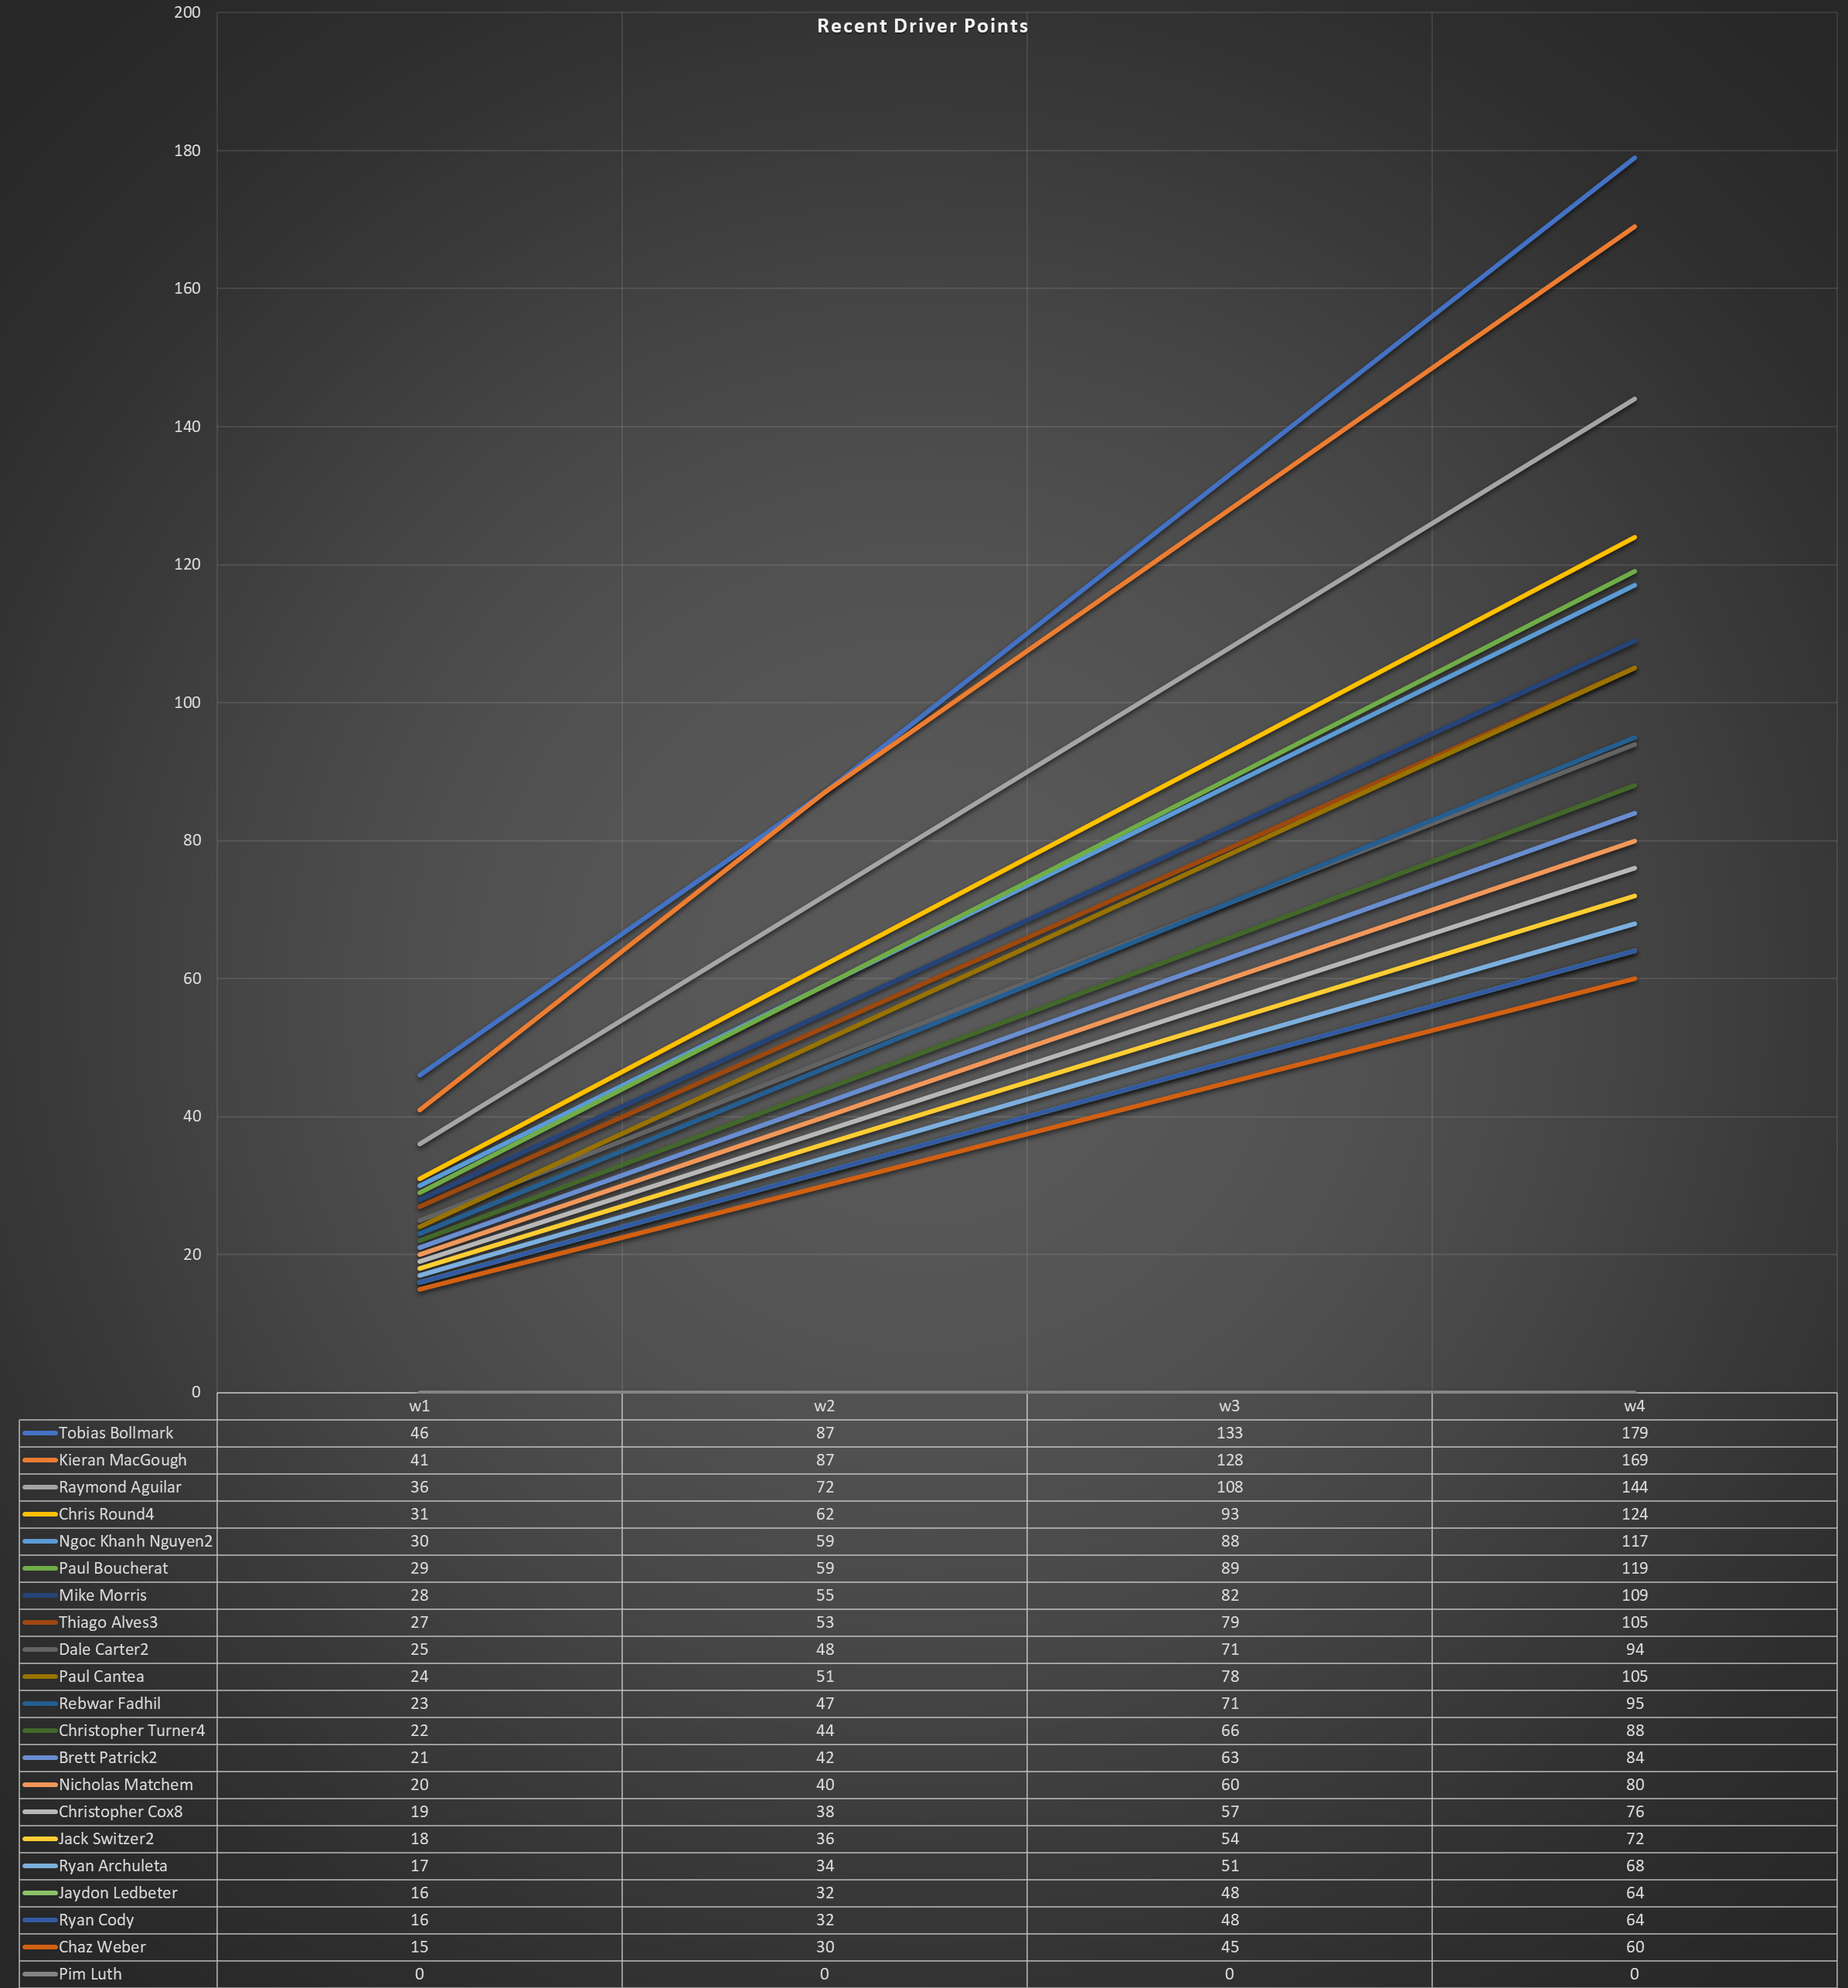 Recent Driver Points
200
180
160
140
120
100
80
60
40
20
0
w1 w2 w3 w4
Tobias Bollmark 46 87 133 179
Kieran MacGough 41 87 128 169
Raymond Aguilar 36 72 108 144
Chris Round4 31 62 93 124
Ngoc Khanh Nguyen2 30 59 88 117
Paul Boucherat 29 59 89 119
Mike Morris 28 55 82 109
Thiago Alves3 27 53 79 105
Dale Carter2 25 48 71 94
Paul Cantea 24 51 78 105
Rebwar Fadhil 23 47 71 95
Christopher Turner4 22 44 66 88
Brett Patrick2 21 42 63 84
Nicholas Matchem 20 40 60 80
Christopher Cox8 19 38 57 76
Jack Switzer2 18 36 54 72
Ryan Archuleta 17 34 51 68
Jaydon Ledbeter 16 32 48 64
Ryan Cody 16 32 48 64
Chaz Weber 15 30 45 60
Pim Luth 0 0 0 0